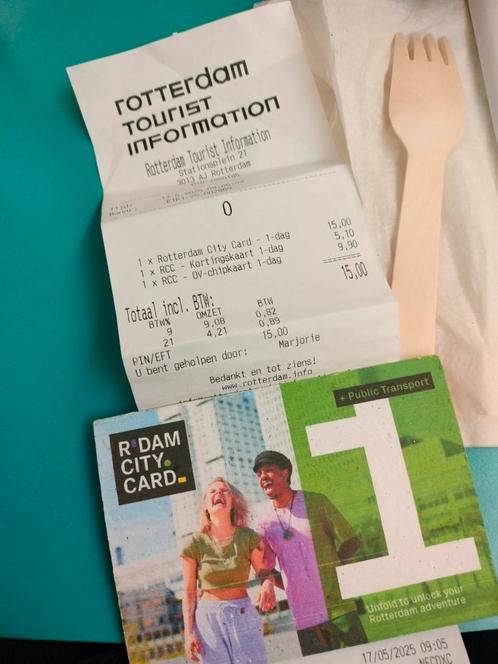 rotterdam
TOURIST
INFORMATION
Rotterdam Tourist Information
Stationsplein 21
3013 AJ Rotterdam
0
1 x Rotterdam City Card - 1-dag 15,00
1 x RCC - Kortingskaart 1-dag 5,10
1 x RCC - OV-chipkaart 1-dag 9,90
15,00
Totaal incl. BTW:
BTW% OMZET BTW
9 9,08 0,82
21 4,21 0,89
PIN/EFT 15,00
U bent geholpen door: Marjorie
Bedankt en tot ziens!
www.rotterdam.info
+ Public Transport
R'DAM
CITY
CARD
1
Unfold to unlock your
Rotterdam adventure
17/05/2025 09:05